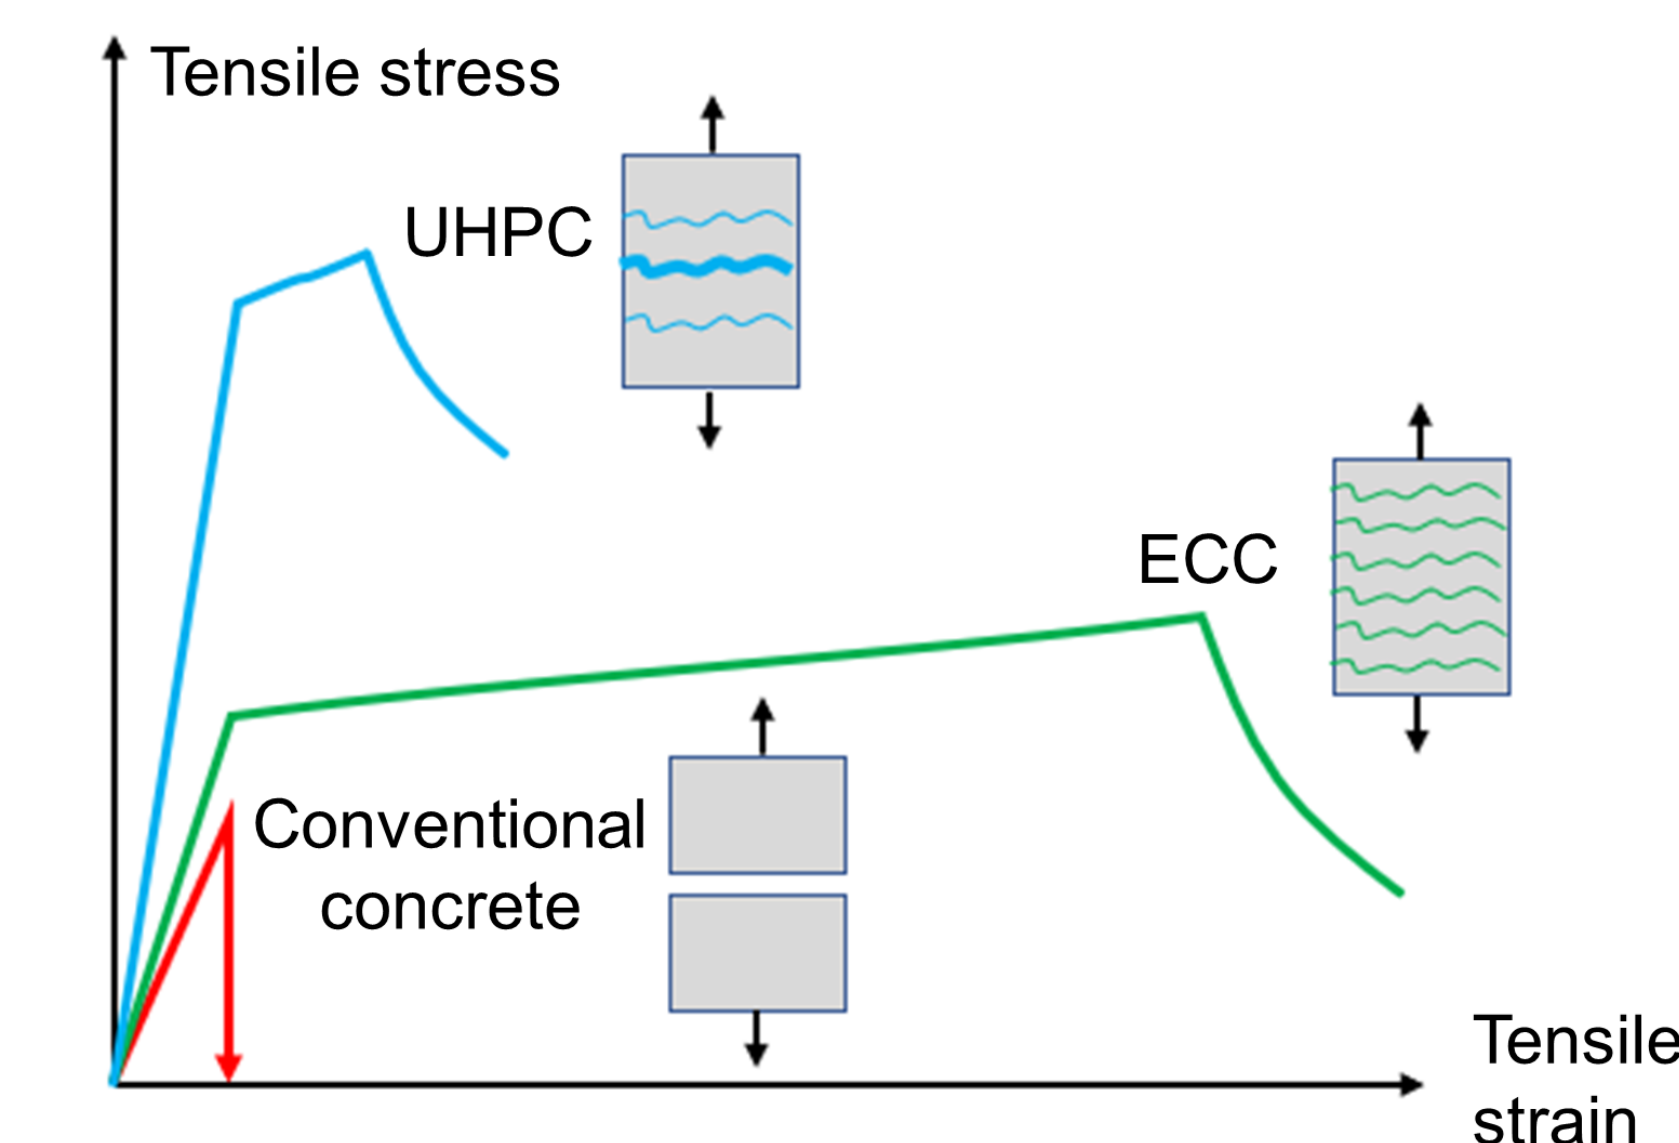 Tensile stress
UHPC
ECC
Conventional
concrete
Tensile
strain